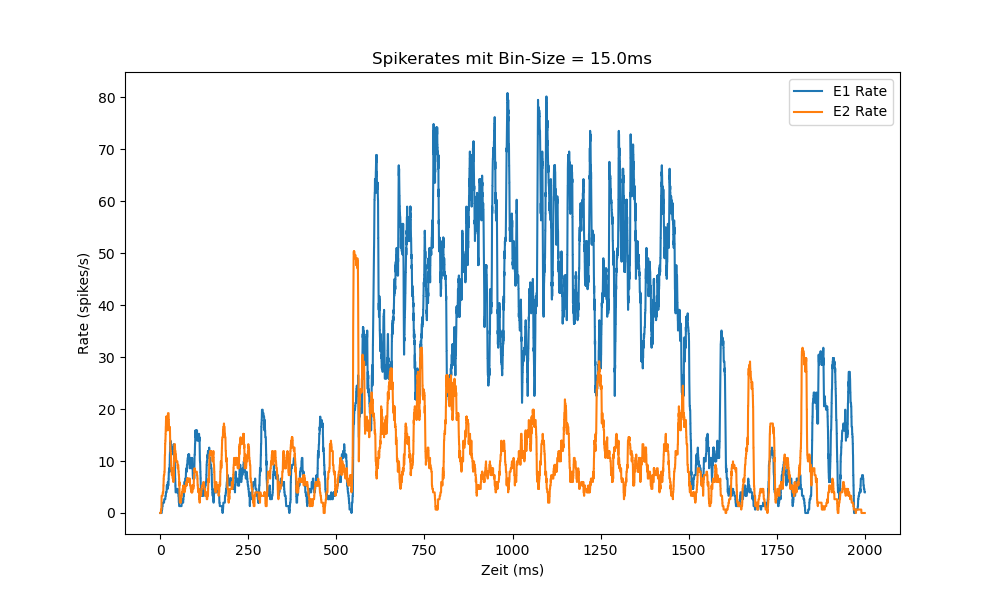 Spikerates mit Bin-Size = 15.0ms
E1 Rate
E2 Rate
80
70
60
50
40
30
20
10
0
Rate (spikes/s)
0 250 500 750 1000 1250 1500 1750 2000
Zeit (ms)